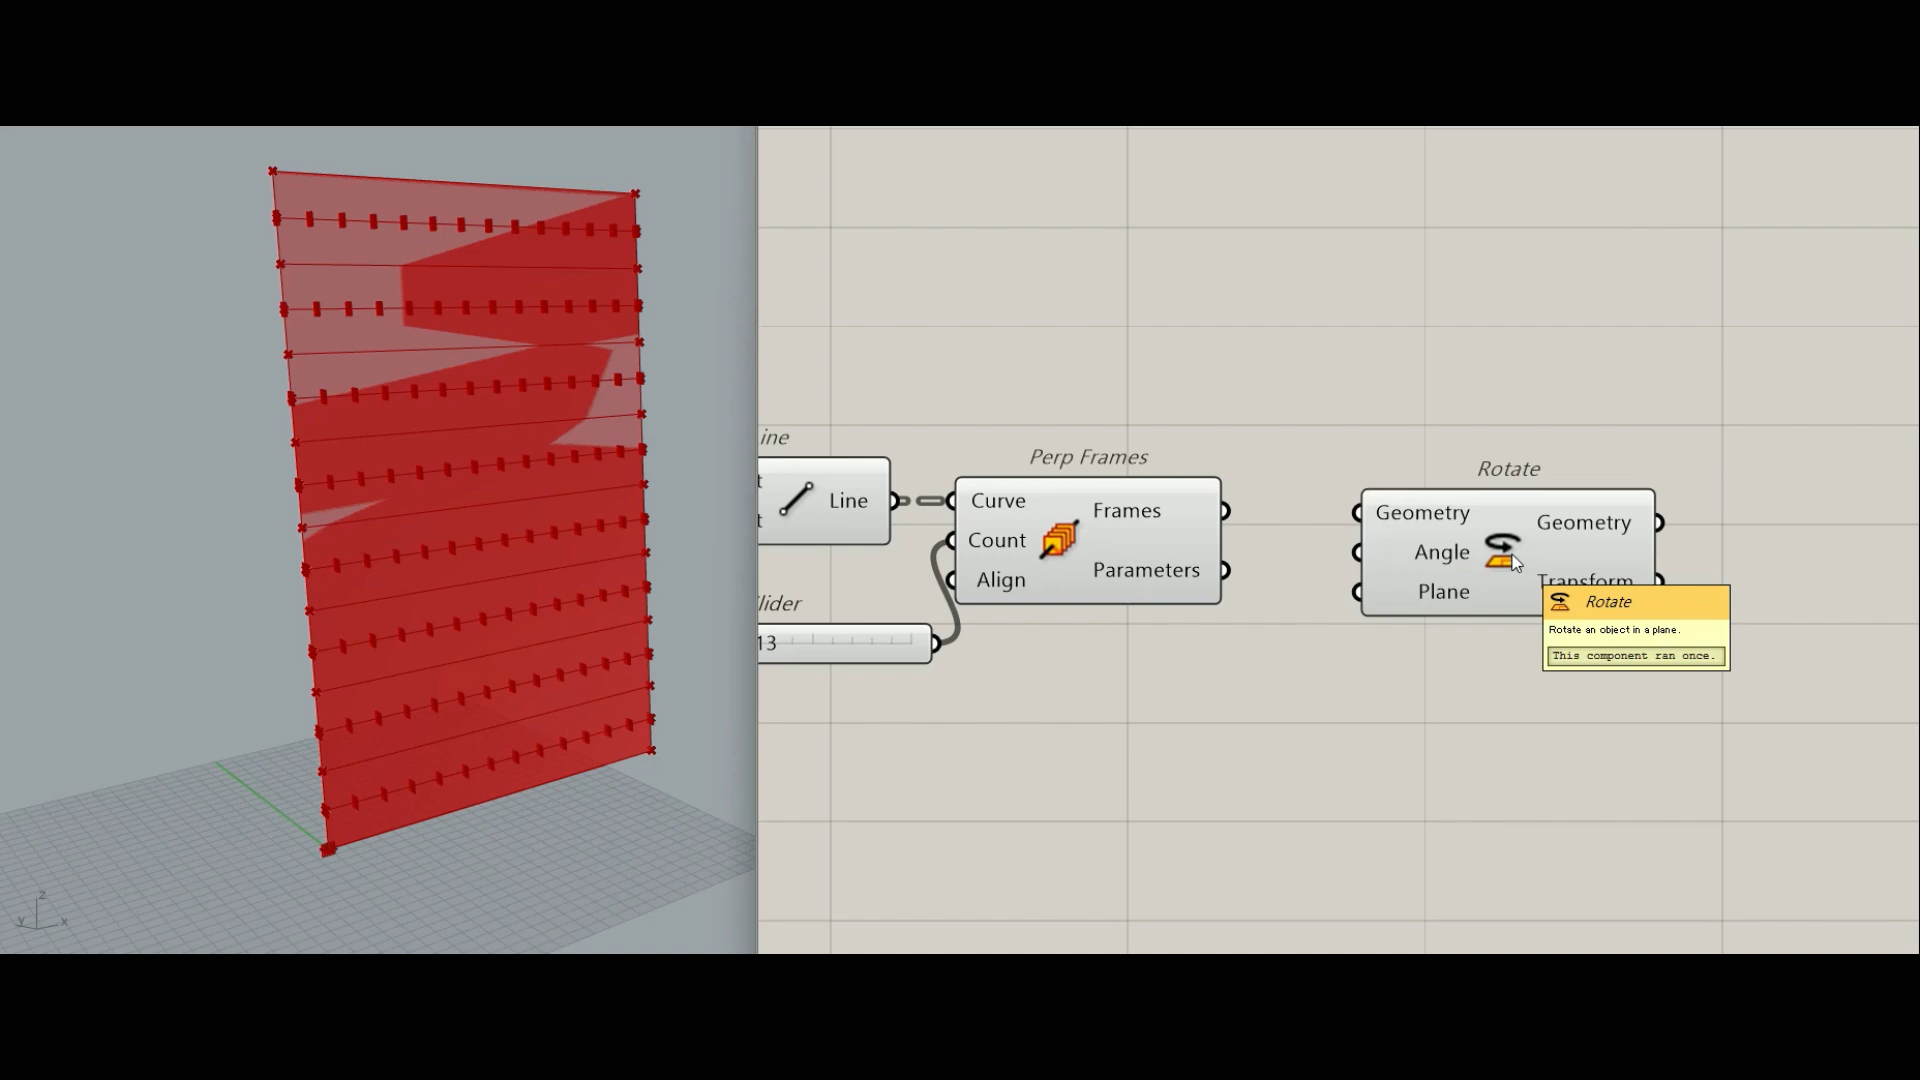 ine
t
t
Line
lider
13
Perp Frames
Curve
Count
Align
Frames
Parameters
Rotate
Geometry
Angle
Plane
Geometry
Transform
Rotate
Rotate an object in a plane.
This component ran once.
z
y
x